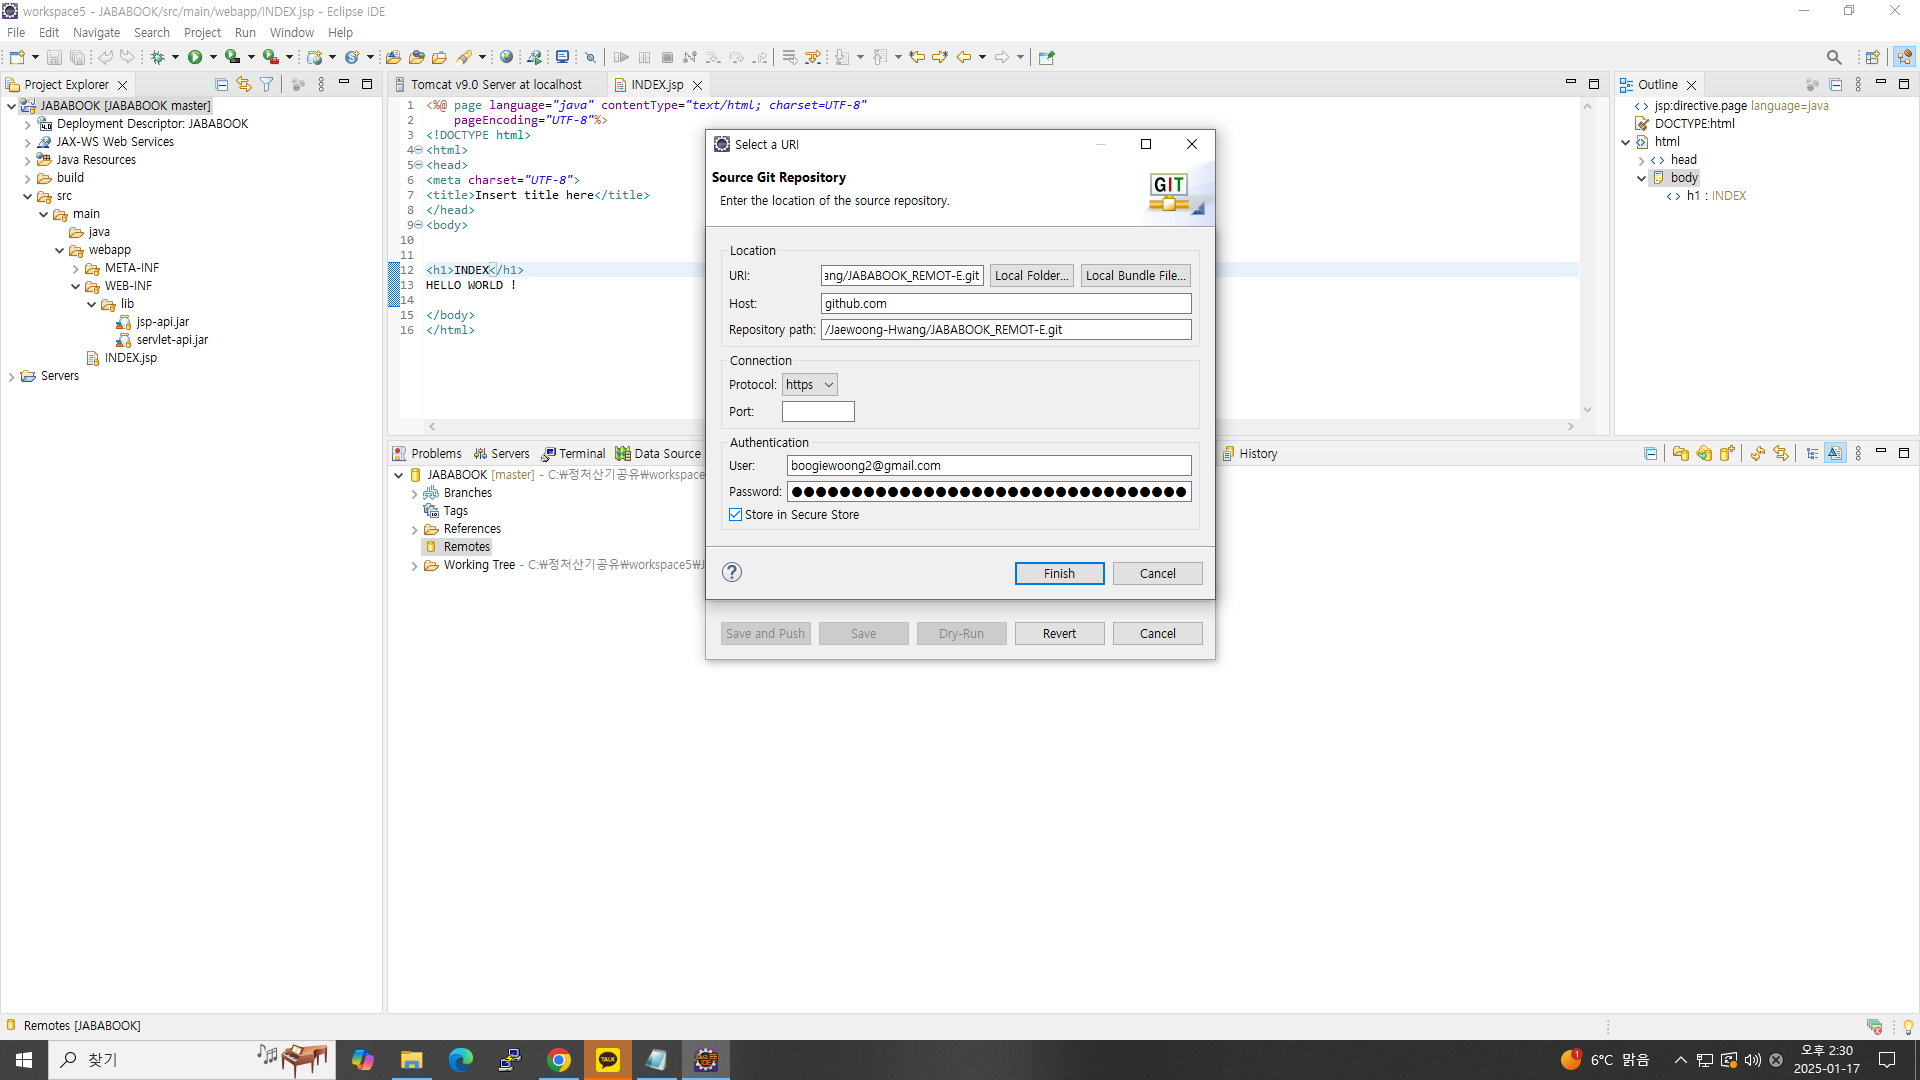 workspace5 - JABABOOK/src/main/webapp/INDEX.jsp - Eclipse IDE
File Edit Navigate Search Project Run Window Help
Project Explorer
JABABOOK [JABABOOK master]
Deployment Descriptor: JABABOOK
JAX-WS Web Services
Java Resources
build
src
main
java
webapp
META-INF
WEB-INF
lib
jsp-api.jar
servlet-api.jar
INDEX.jsp
Servers
Tomcat v9.0 Server at localhost
INDEX.jsp
1 <%@ page language="java" contentType="text/html; charset=UTF-8"
2 pageEncoding="UTF-8"%>
3 <!DOCTYPE html>
4 <html>
5 <head>
6 <meta charset="UTF-8">
7 <title>Insert title here</title>
8 </head>
9 <body>
10
11
12 <h1>INDEX</h1>
13 HELLO WORLD !
14
15 </body>
16 </html>
Outline
jsp:directive.page language=java
DOCTYPE:html
html
head
body
h1 : INDEX
Select a URI
Source Git Repository
Enter the location of the source repository.
GIT
Location
URI: ang/JABABOOK_REMOT-E.git Local Folder... Local Bundle File...
Host: github.com
Repository path: /Jaewoong-Hwang/JABABOOK_REMOT-E.git
Connection
Protocol: https
Port:
Authentication
User: boogiewoong2@gmail.com
Password: ●●●●●●●●●●●●●●●●●●●●●●●●●●●●●●●●●
Store in Secure Store
Finish Cancel
Save and Push Save Dry-Run Revert Cancel
Problems Servers Terminal Data Source History
JABABOOK [master] - C:₩정처산기공유₩workspace
Branches
Tags
References
Remotes
Working Tree - C:₩정처산기공유₩workspace5₩J
Remotes [JABABOOK]
찾기
TALK
1 6°C 맑음
오후 2:30
2025-01-17